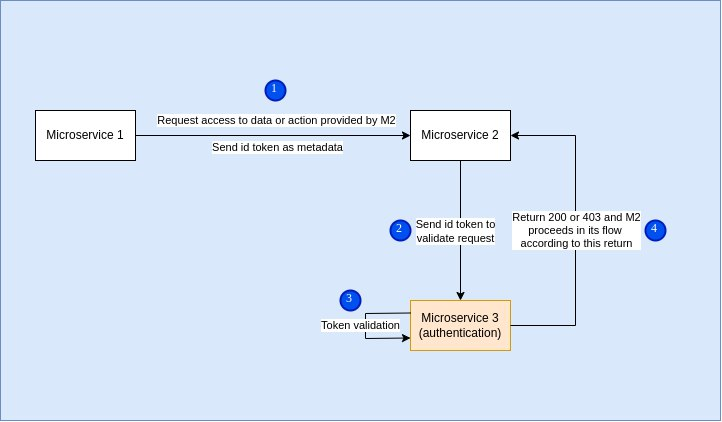 1
Request access to data or action provided by M2
Microservice 1
Microservice 2
Send id token as metadata
2
Send id token to
validate request
Return 200 or 403 and M2
proceeds in its flow
according to this return
4
3
Token validation
Microservice 3
(authentication)